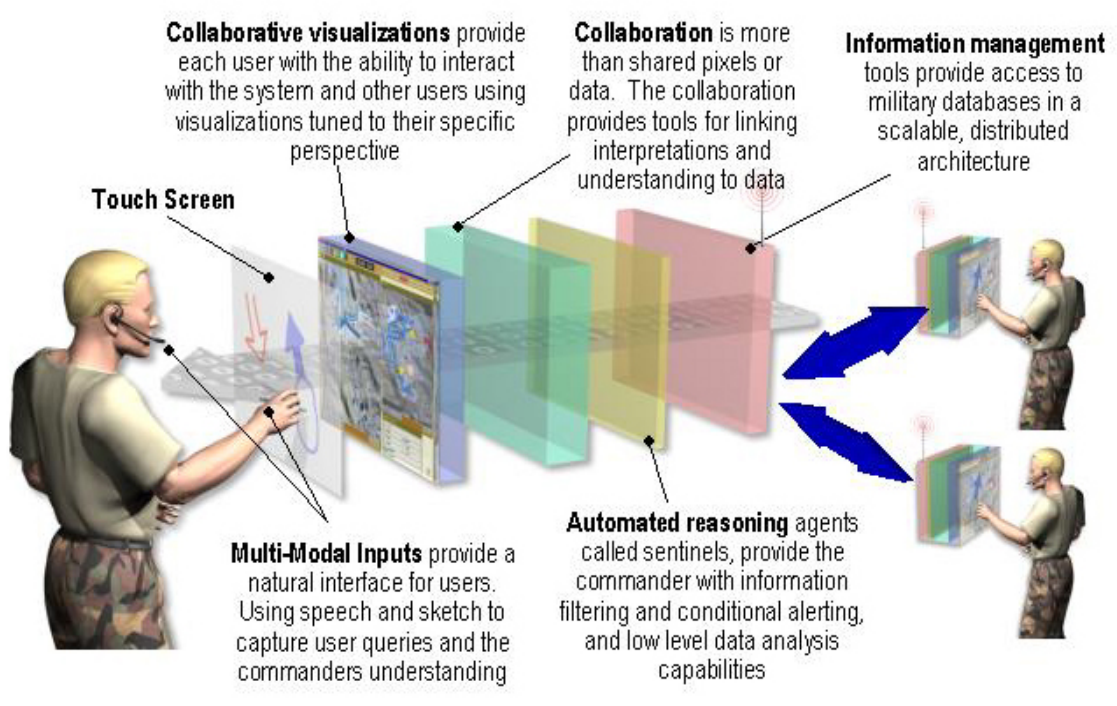 Collaborative visualizations provide
each user with the ability to interact
with the system and other users using
visualizations tuned to their specific
perspective
Collaboration is more
than shared pixels or
data. The collaboration
provides tools for linking
interpretations and
understanding to data
Information management
tools provide access to
military databases in a
scalable, distributed
architecture
Touch Screen
Multi-Modal Inputs provide a
natural interface for users.
Using speech and sketch to
capture user queries and the
commanders understanding
Automated reasoning agents
called sentinels, provide the
commander with information
filtering and conditional alerting,
and low level data analysis
capabilities